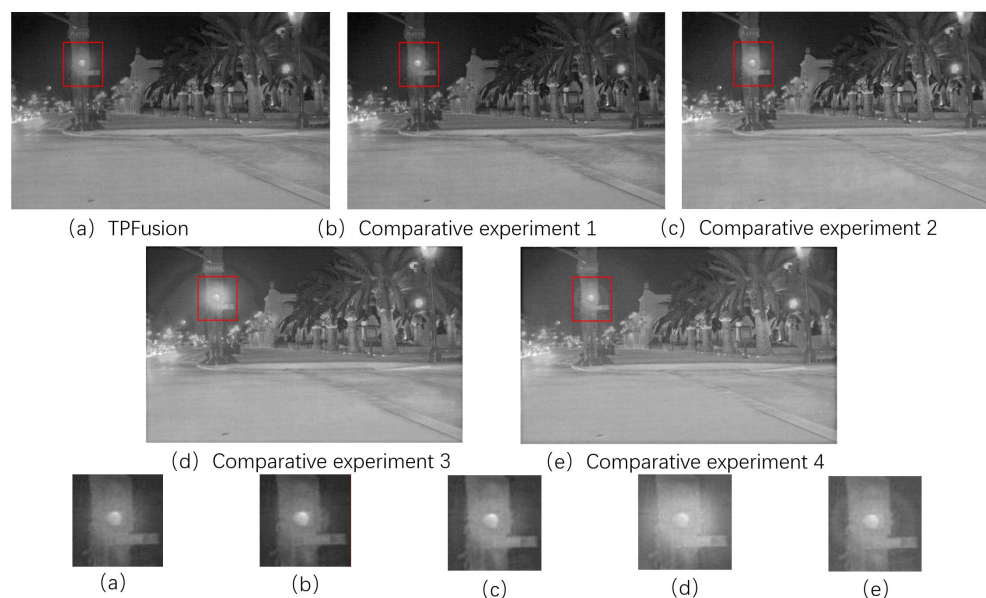 (a) TPFusion
(b) Comparative experiment 1
(c) Comparative experiment 2
(d) Comparative experiment 3
(e) Comparative experiment 4
(a)
(b)
(c)
(d)
(e)